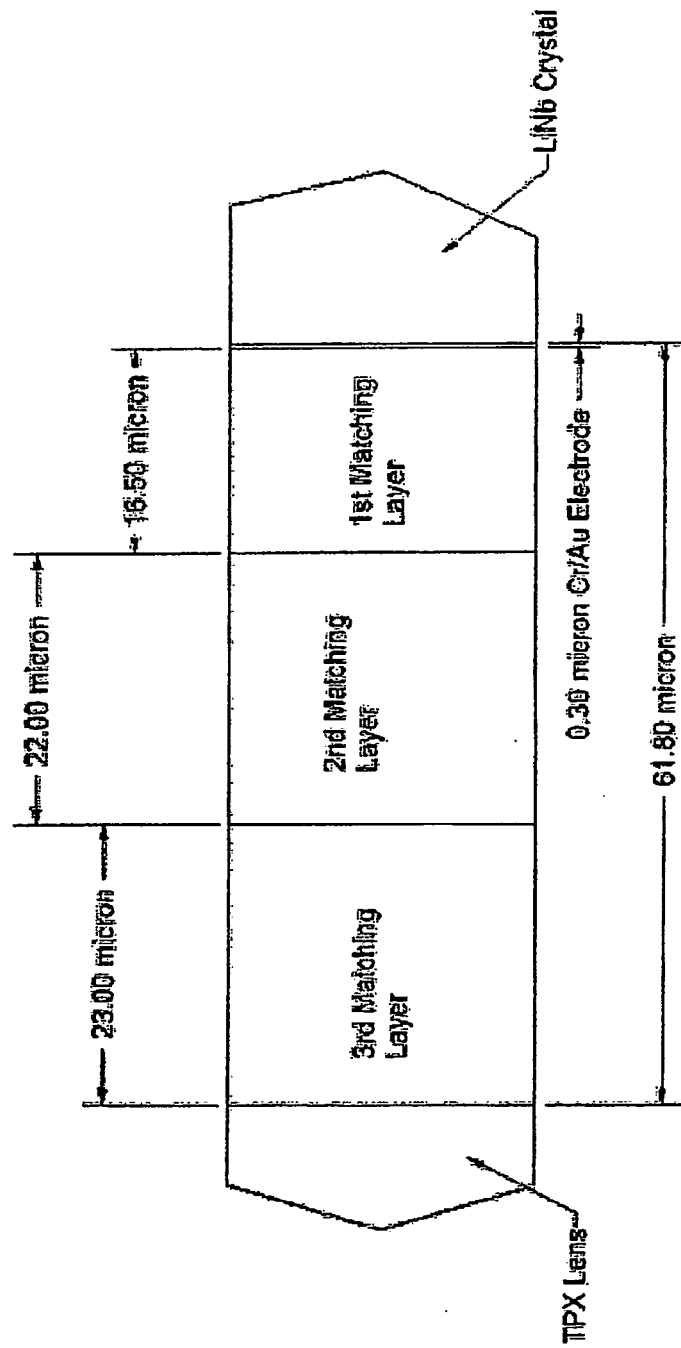 23.00 micron
22.00 micron
16.50 micron
3rd Matching
Layer
2nd Matching
Layer
1st Matching
Layer
TPX Lens
LiNb Crystal
0.30 micron Cr/Au Electrode
61.80 micron